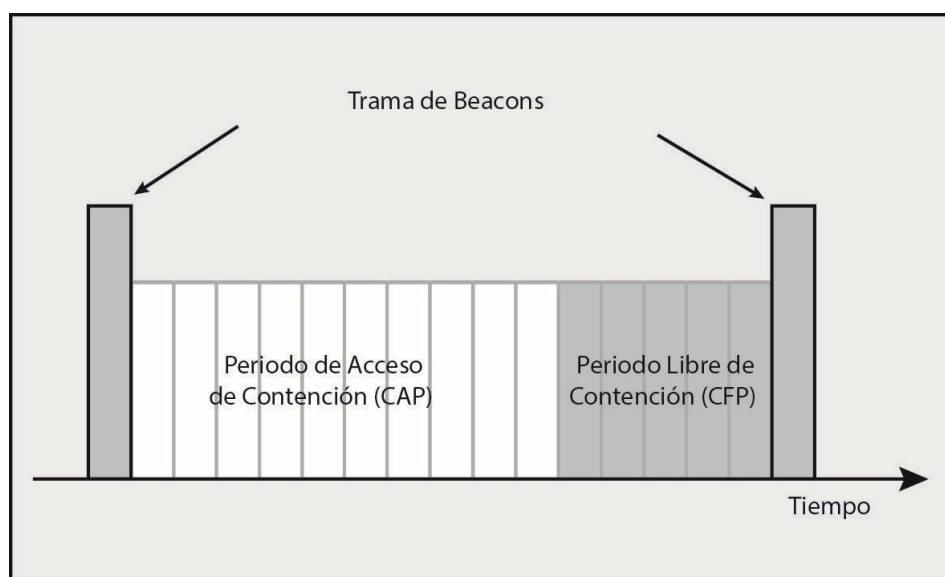 Trama de Beacons
Periodo de Acceso
de Contención (CAP)
Periodo Libre de
Contención (CFP)
Tiempo